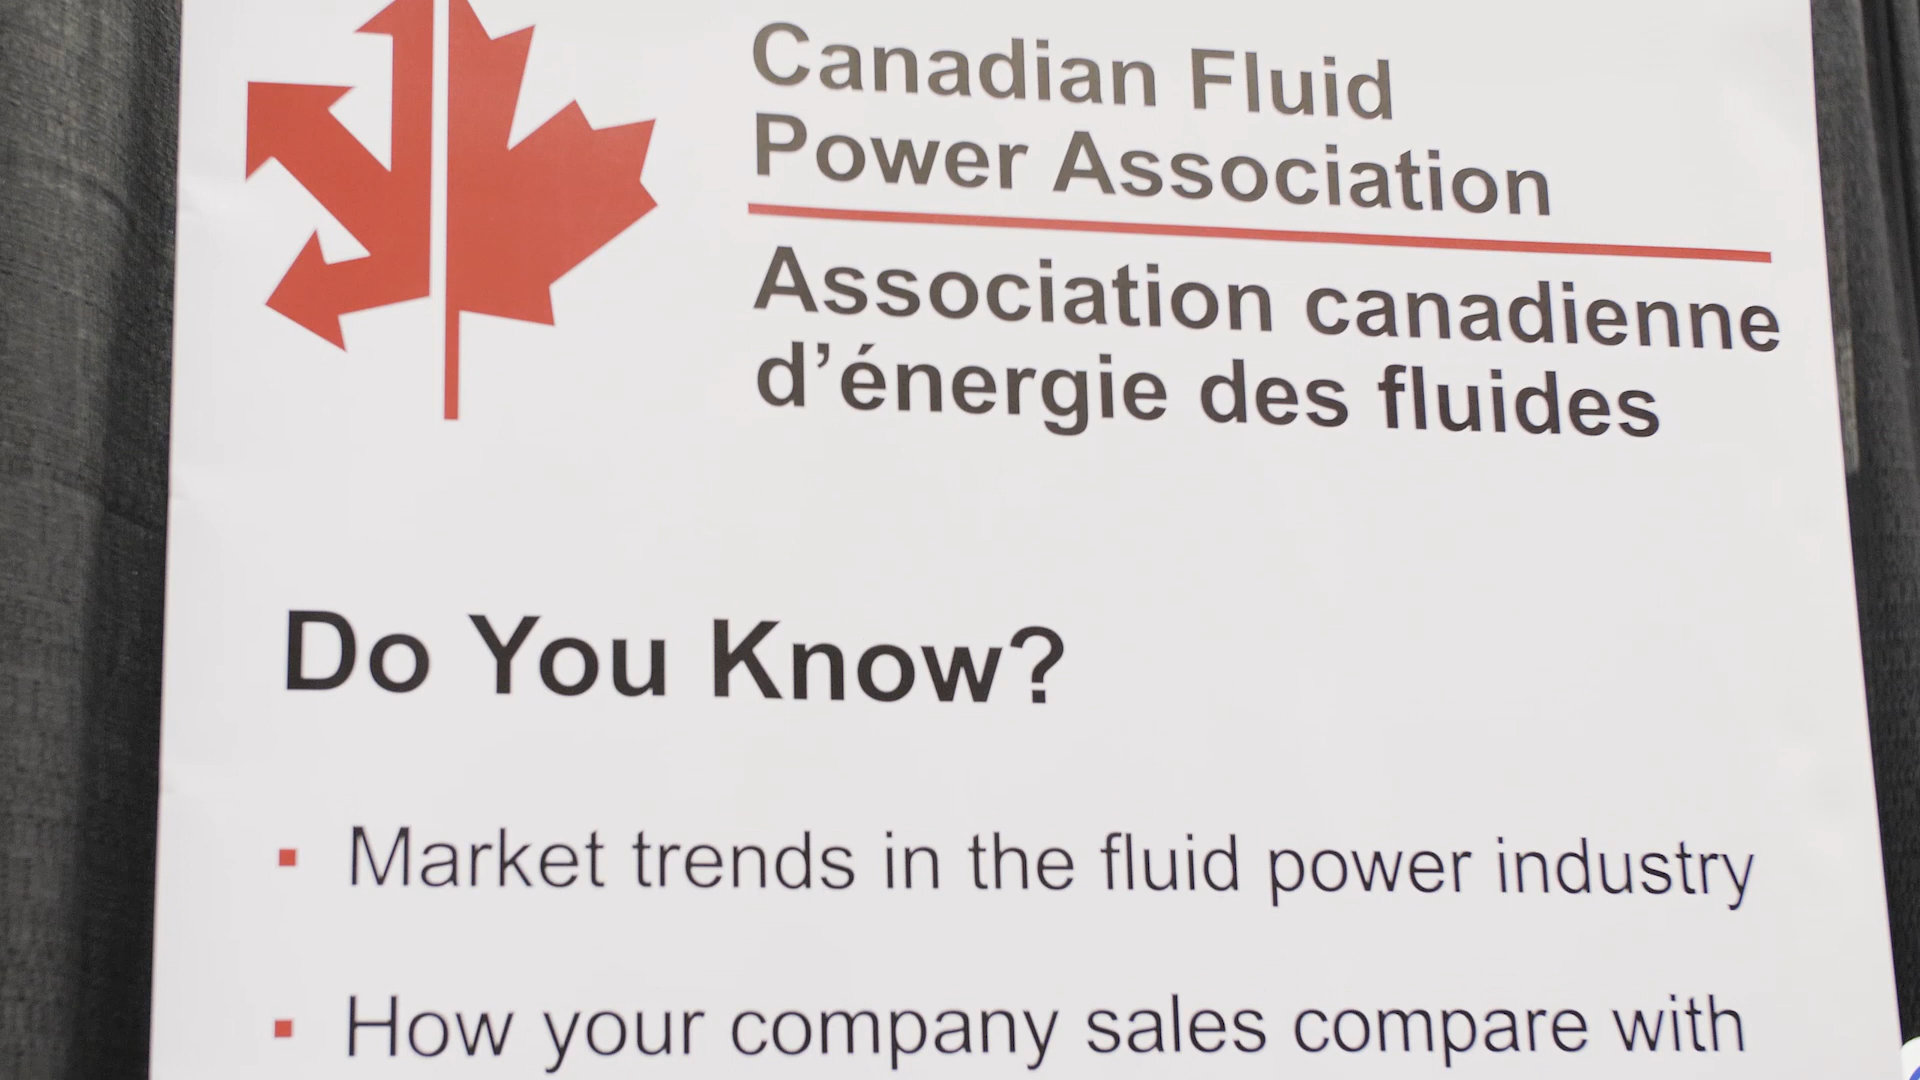 Canadian Fluid
Power Association
Association canadienne
d’énergie des fluides
Do You Know?
▪ Market trends in the fluid power industry
▪ How your company sales compare with